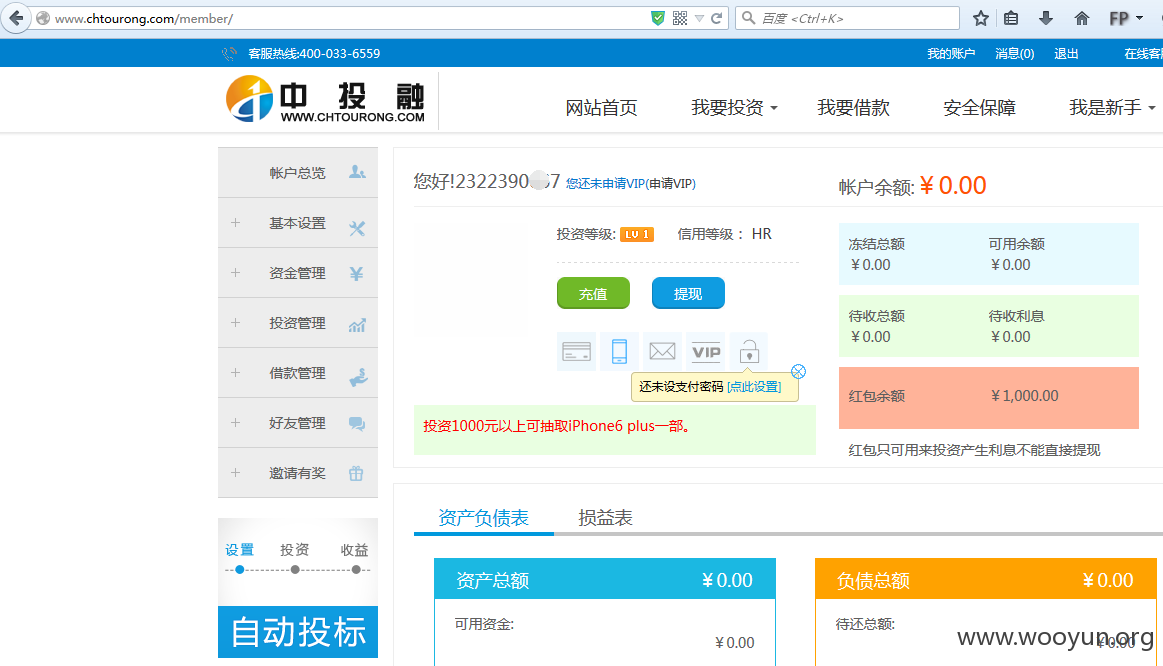 www.chtourong.com/member/
百度 <Ctrl+K>
FP
客服热线:400-033-6559
我的账户 消息(0) 退出 在线客
中投融
WWW.CHTOURONG.COM
网站首页 我要投资 我要借款 安全保障 我是新手
帐户总览
+ 基本设置
+ 资金管理
+ 投资管理
+ 借款管理
+ 好友管理
+ 邀请有奖
设置 投资 收益
自动投标
您好!2322390 7 您还未申请VIP(申请VIP)
投资等级: LV 1 信用等级： HR
充值 提现
VIP
还未设支付密码 [点此设置]
投资1000元以上可抽取iPhone6 plus一部。
帐户余额: ¥ 0.00
冻结总额 可用余额
¥ 0.00 ¥ 0.00
待收总额 待收利息
¥ 0.00 ¥ 0.00
红包余额 ¥ 1,000.00
红包只可用来投资产生利息不能直接提现
资产负债表 损益表
资产总额 ¥ 0.00
可用资金:
¥ 0.00
负债总额 ¥ 0.00
待还总额:
¥ 0.00
www.wooyun.org